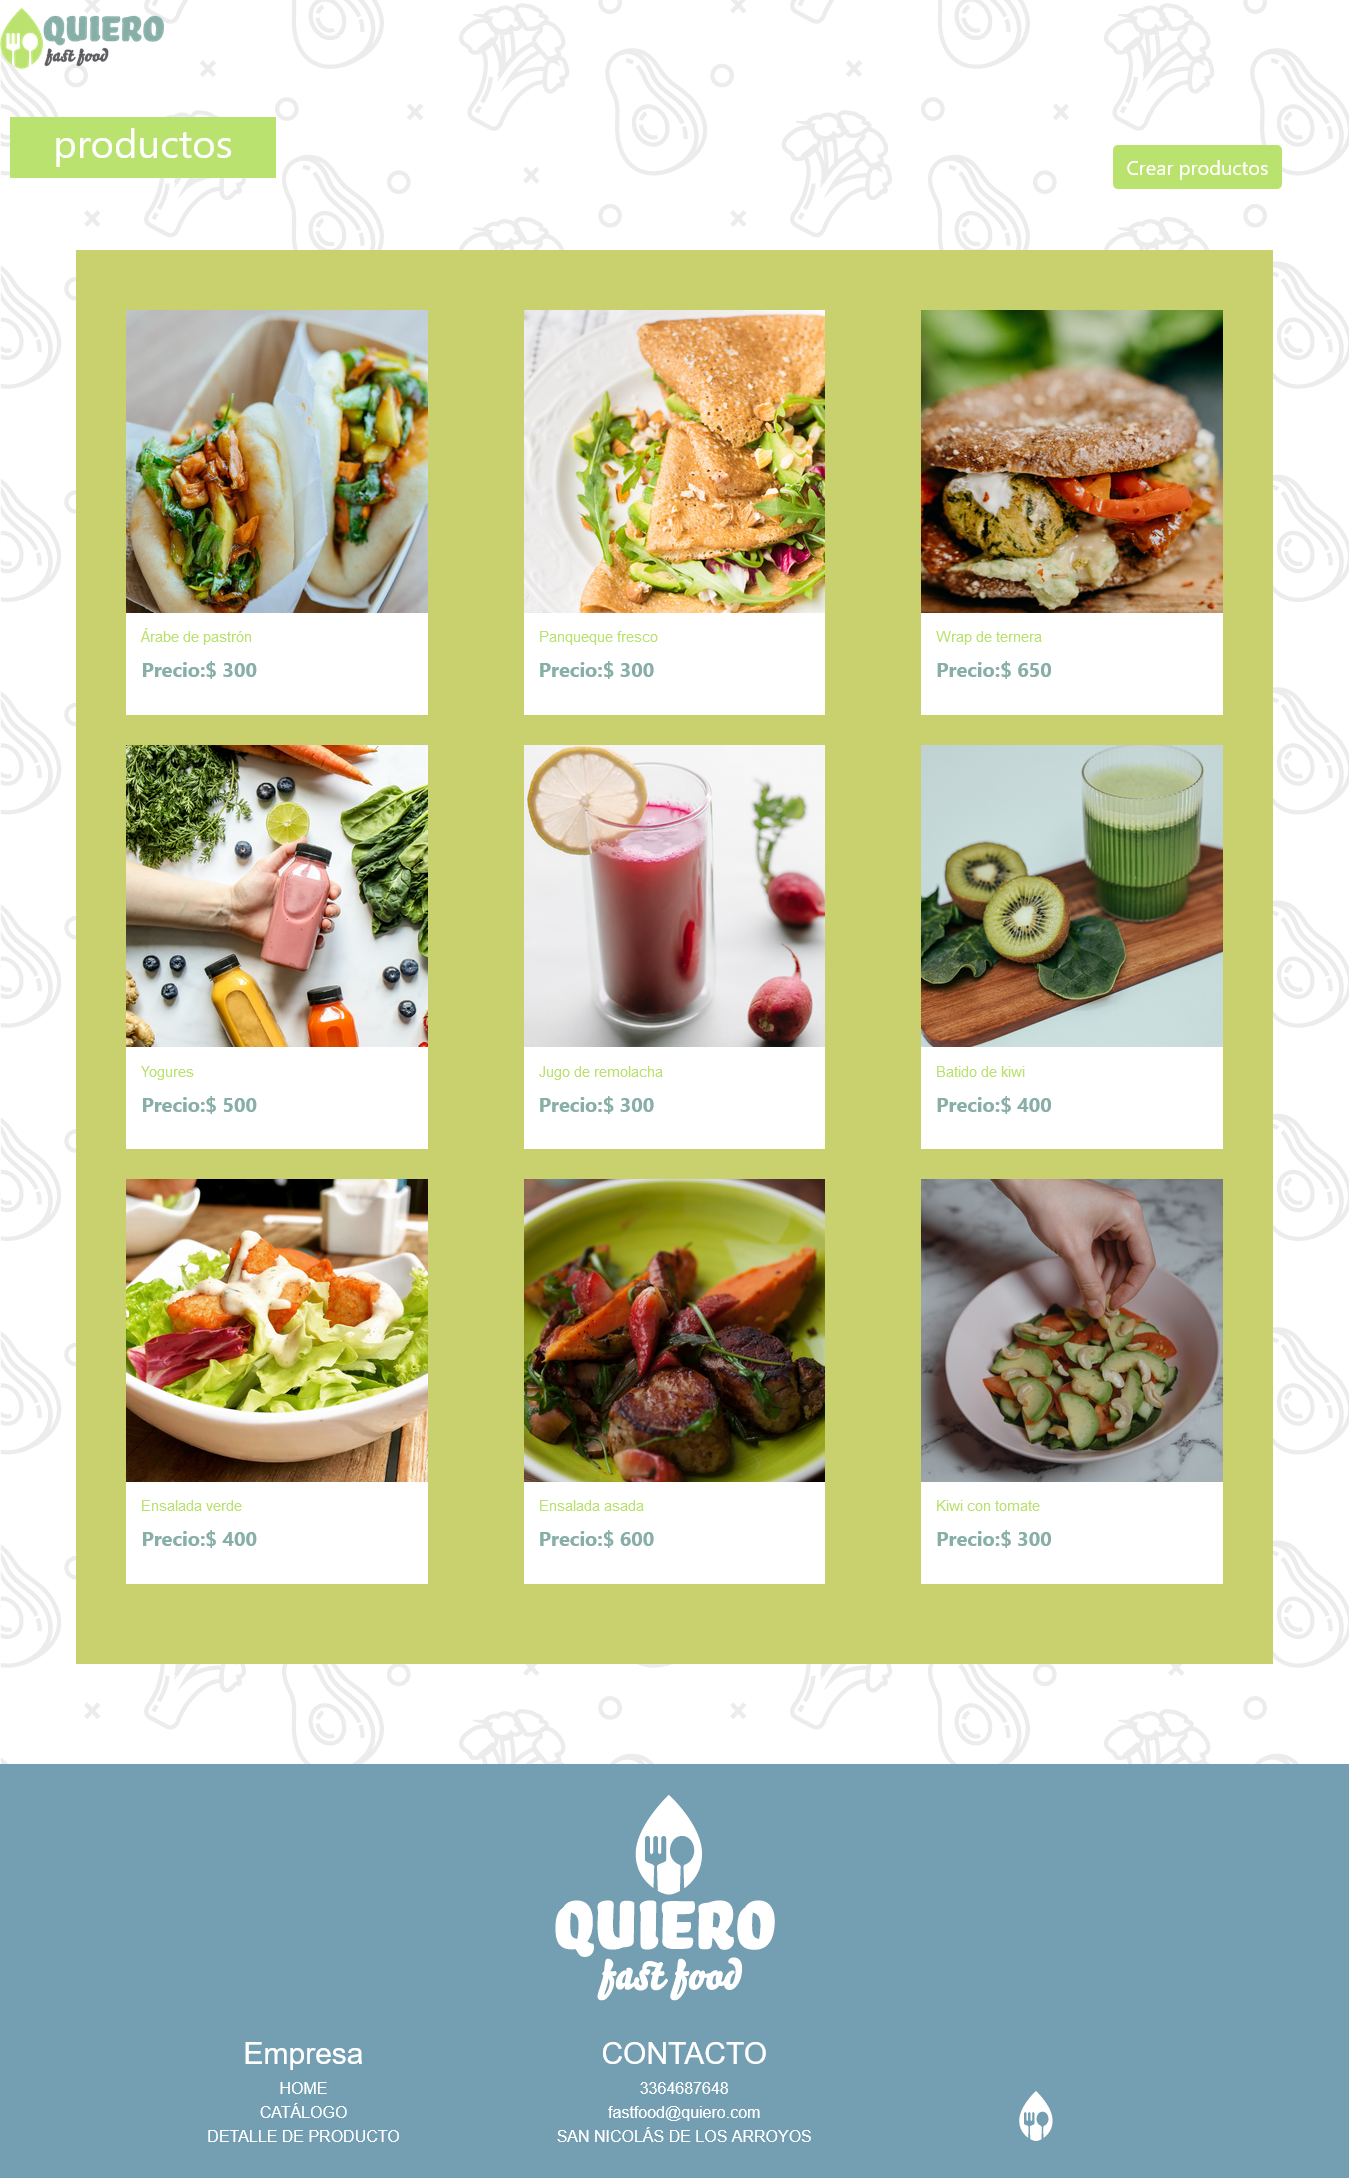 QUIERO
fast food
productos
Crear productos
Árabe de pastrón
Precio:$ 300
Panqueque fresco
Precio:$ 300
Wrap de ternera
Precio:$ 650
Yogures
Precio:$ 500
Jugo de remolacha
Precio:$ 300
Batido de kiwi
Precio:$ 400
Ensalada verde
Precio:$ 400
Ensalada asada
Precio:$ 600
Kiwi con tomate
Precio:$ 300
QUIERO
fast food
Empresa
HOME
CATÁLOGO
DETALLE DE PRODUCTO
CONTACTO
3364687648
fastfood@quiero.com
SAN NICOLÁS DE LOS ARROYOS